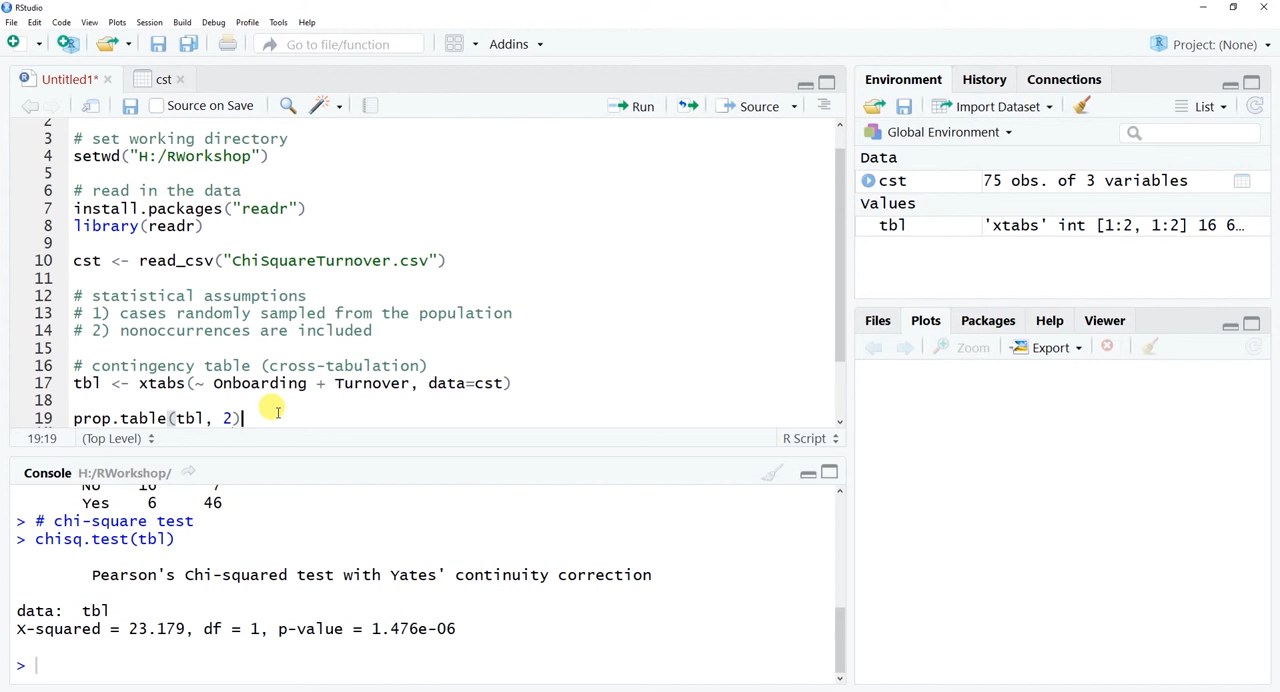 RStudio
File Edit Code View Plots Session Build Debug Profile Tools Help
Go to file/function Addins Project: (None)
Untitled1* cst
Source on Save Run Source
2
3 # set working directory
4 setwd("H:/RWorkshop")
5
6 # read in the data
7 install.packages("readr")
8 library(readr)
9
10 cst <- read_csv("ChiSquareTurnover.csv")
11
12 # statistical assumptions
13 # 1) cases randomly sampled from the population
14 # 2) nonoccurrences are included
15
16 # contingency table (cross-tabulation)
17 tbl <- xtabs(~ Onboarding + Turnover, data=cst)
18
19 prop.table(tbl, 2)
19:19 (Top Level) R Script
Console H:/RWorkshop/
No 16 7
Yes 6 46
> # chi-square test
> chisq.test(tbl)
Pearson's Chi-squared test with Yates' continuity correction
data: tbl
X-squared = 23.179, df = 1, p-value = 1.476e-06
>
Environment History Connections
Import Dataset List
Global Environment
Data
cst 75 obs. of 3 variables
Values
tbl 'xtabs' int [1:2, 1:2] 16 6…
Files Plots Packages Help Viewer
Zoom Export